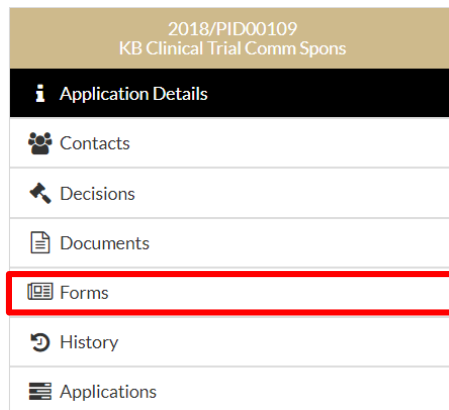 2018/PID00109
KB Clinical Trial Comm Spons
Application Details
Contacts
Decisions
Documents
Forms
History
Applications